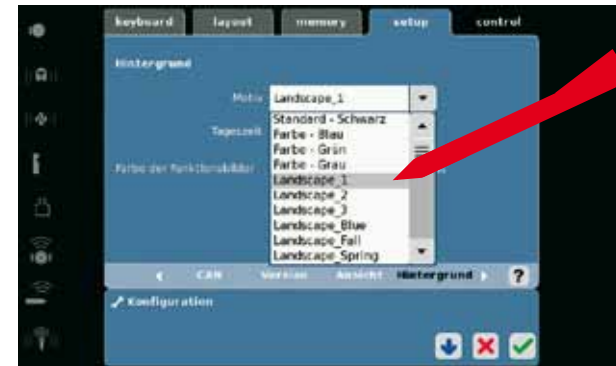 keyboard layout memory setup control
Hintergrund
Motiv Landscape_1
Standard - Schwarz
Tageszeit Farbe - Blau
Farbe - Grün
Farbe der Funktionsbilder Farbe - Grau
Landscape_1
Landscape_2
Landscape_3
Landscape_Blue
Landscape_Fall
Landscape_Spring
CAN Version Ansicht Hintergrund ?
Konfiguration